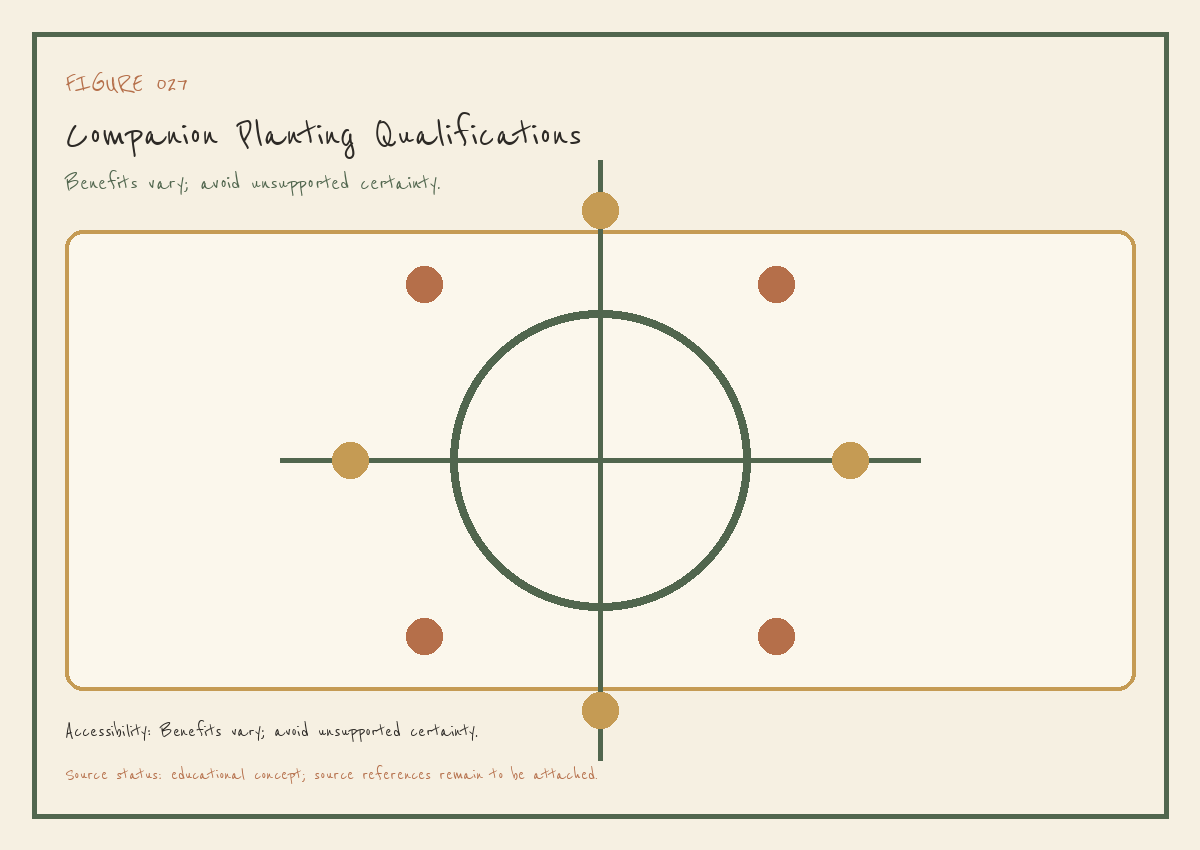 FIGURE 027
Companion Planting Qualifications
Benefits vary; avoid unsupported certainty.
Accessibility: Benefits vary; avoid unsupported certainty.
Source status: educational concept; source references remain to be attached.